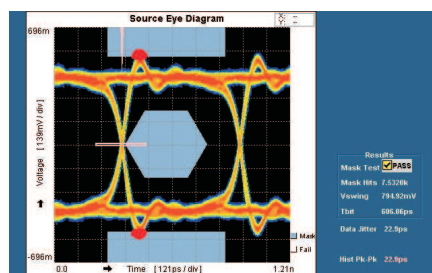 Source Eye Diagram
X: --
Y: --
696m
Voltage [139mV / div]
-696m
0.0
Time [121ps / div]
1.21n
Mask
Fail
Results
Mask Test PASS
Mask Hits 7.5320k
Vswing 794.92mV
Tbit 606.06ps
Data Jitter 22.9ps
Hist Pk-Pk 22.9ps